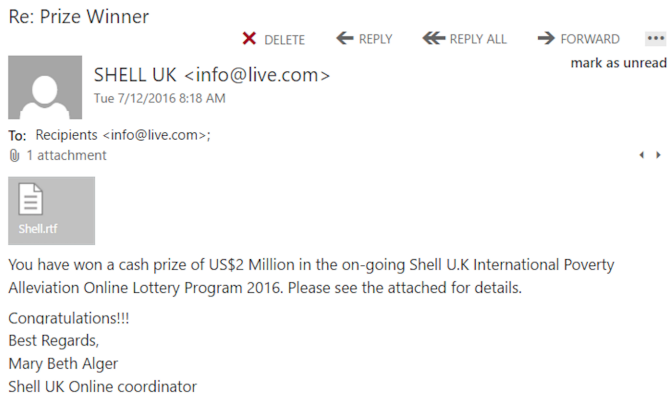 Re: Prize Winner
DELETE REPLY REPLY ALL FORWARD ...
mark as unread
SHELL UK <info@live.com>
Tue 7/12/2016 8:18 AM
To: Recipients <info@live.com>;
1 attachment
Shell.rtf
You have won a cash prize of US$2 Million in the on-going Shell U.K International Poverty
Alleviation Online Lottery Program 2016. Please see the attached for details.
Congratulations!!!
Best Regards,
Mary Beth Alger
Shell UK Online coordinator